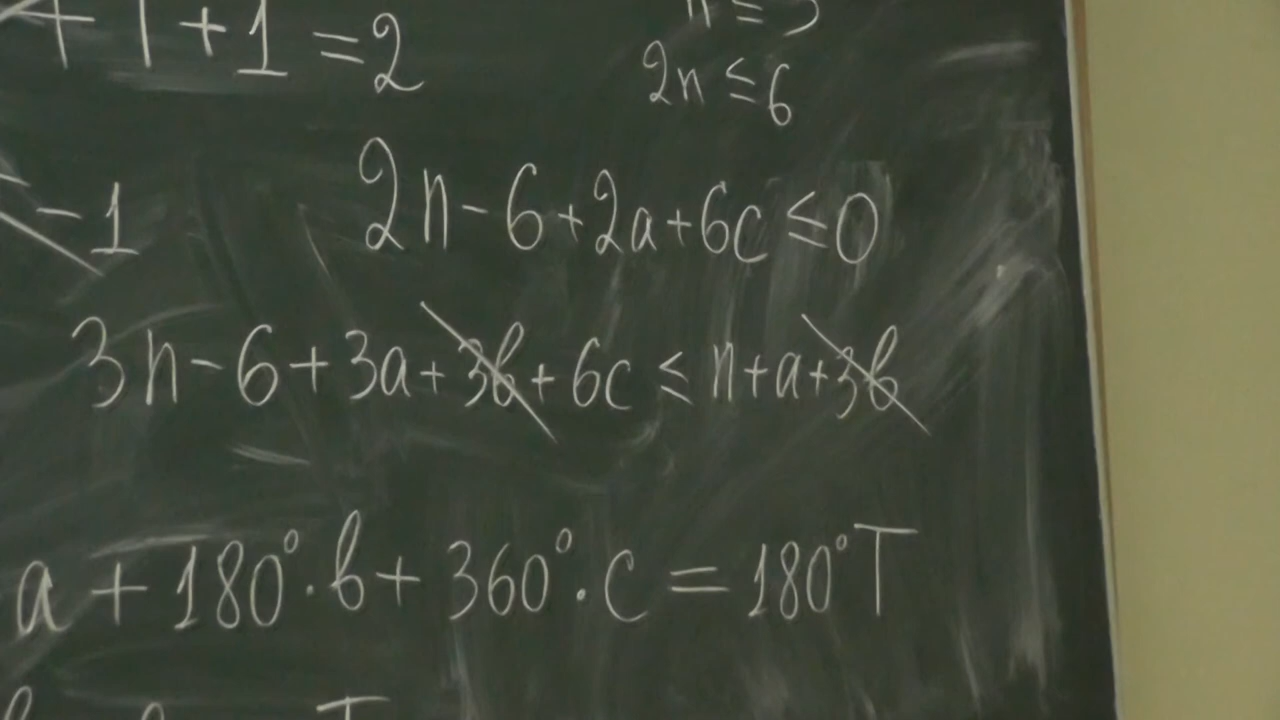 + 1 + 1 = 2
2n ≤ 6
- 1
2n - 6 + 2a + 6c ≤ 0
3n - 6 + 3a + 3b + 6c ≤ n + a + 3b
a + 180° · b + 360° · c = 180° T